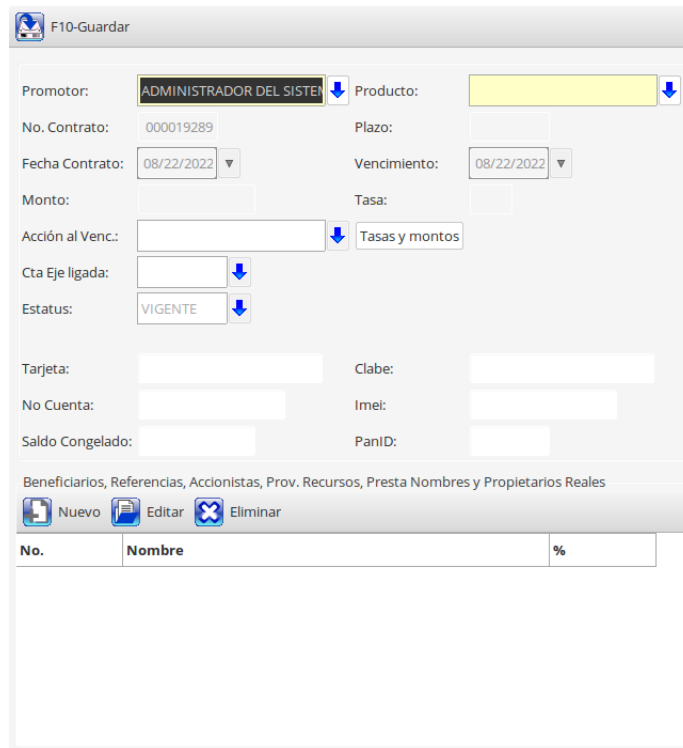 F10-Guardar
Promotor: ADMINISTRADOR DEL SISTEM Producto:
No. Contrato: 000019289 Plazo:
Fecha Contrato: 08/22/2022 Vencimiento: 08/22/2022
Monto: Tasa:
Acción al Venc.: Tasas y montos
Cta Eje ligada:
Estatus: VIGENTE
Tarjeta: Clabe:
No Cuenta: Imei:
Saldo Congelado: PanID:
Beneficiarios, Referencias, Accionistas, Prov. Recursos, Presta Nombres y Propietarios Reales
Nuevo Editar Eliminar
No. Nombre %